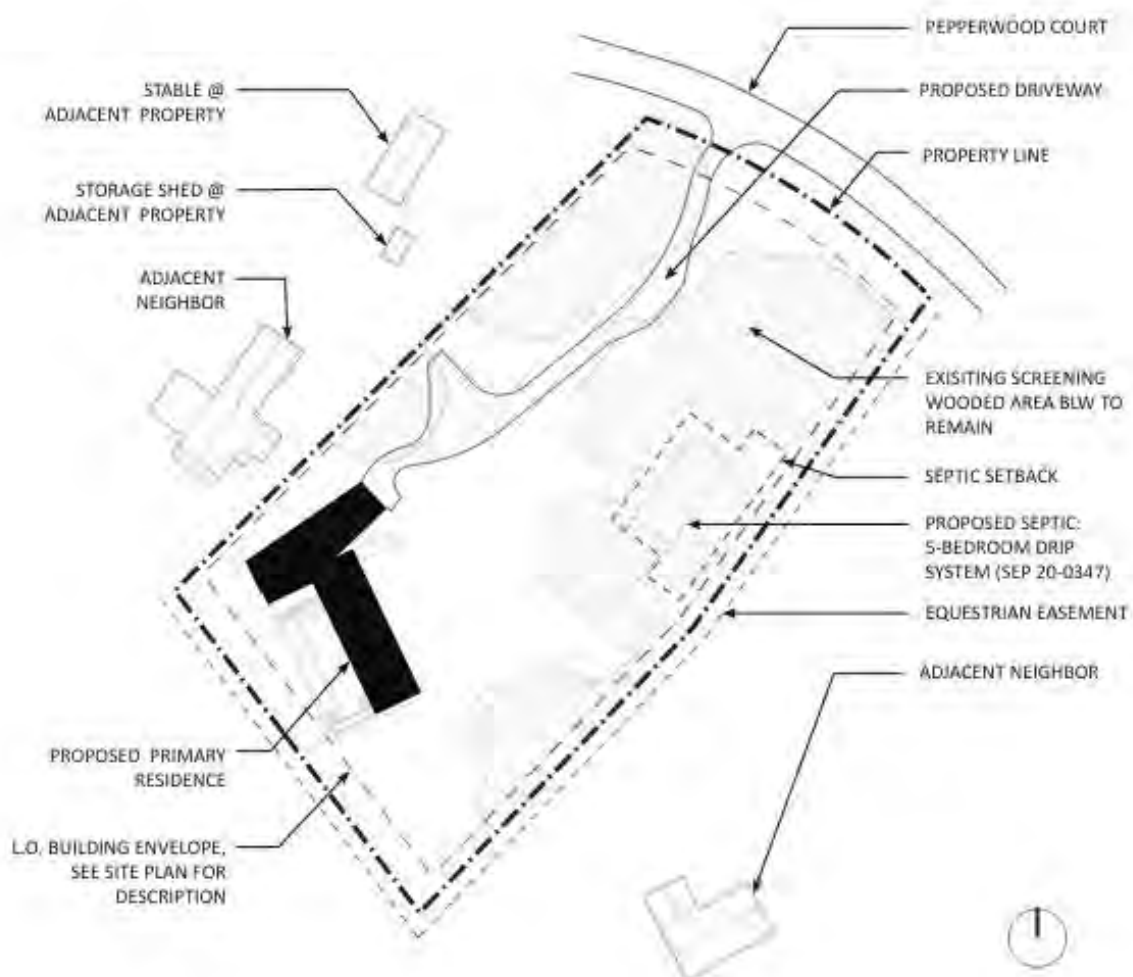 PEPPERWOOD COURT
STABLE @
ADJACENT PROPERTY
PROPOSED DRIVEWAY
PROPERTY LINE
STORAGE SHED @
ADJACENT PROPERTY
ADJACENT
NEIGHBOR
EXISITING SCREENING
WOODED AREA BLW TO
REMAIN
SEPTIC SETBACK
PROPOSED SEPTIC:
5-BEDROOM DRIP
SYSTEM (SEP 20-0347)
EQUESTRIAN EASEMENT
ADJACENT NEIGHBOR
PROPOSED PRIMARY
RESIDENCE
L.O. BUILDING ENVELOPE,
SEE SITE PLAN FOR
DESCRIPTION